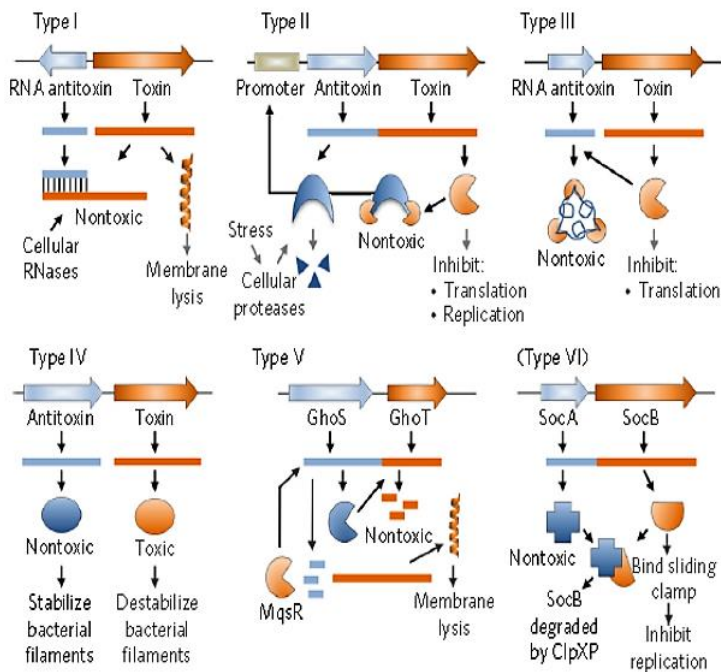 Type I
RNA antitoxin Toxin
Nontoxic
Cellular
RNases
Membrane
lysis
Type II
Promoter Antitoxin Toxin
Nontoxic
Stress
Cellular
proteases
Inhibit:
• Translation
• Replication
Type III
RNA antitoxin Toxin
Nontoxic
Inhibit:
• Translation
Type IV
Antitoxin Toxin
Nontoxic Toxic
Stabilize
bacterial
filaments
Destabilize
bacterial
filaments
Type V
GhoS GhoT
Nontoxic
MqsR
Membrane
lysis
(Type VI)
SocA SocB
Nontoxic
Bind sliding
clamp
SocB
degraded
by ClpXP
Inhibit
replication